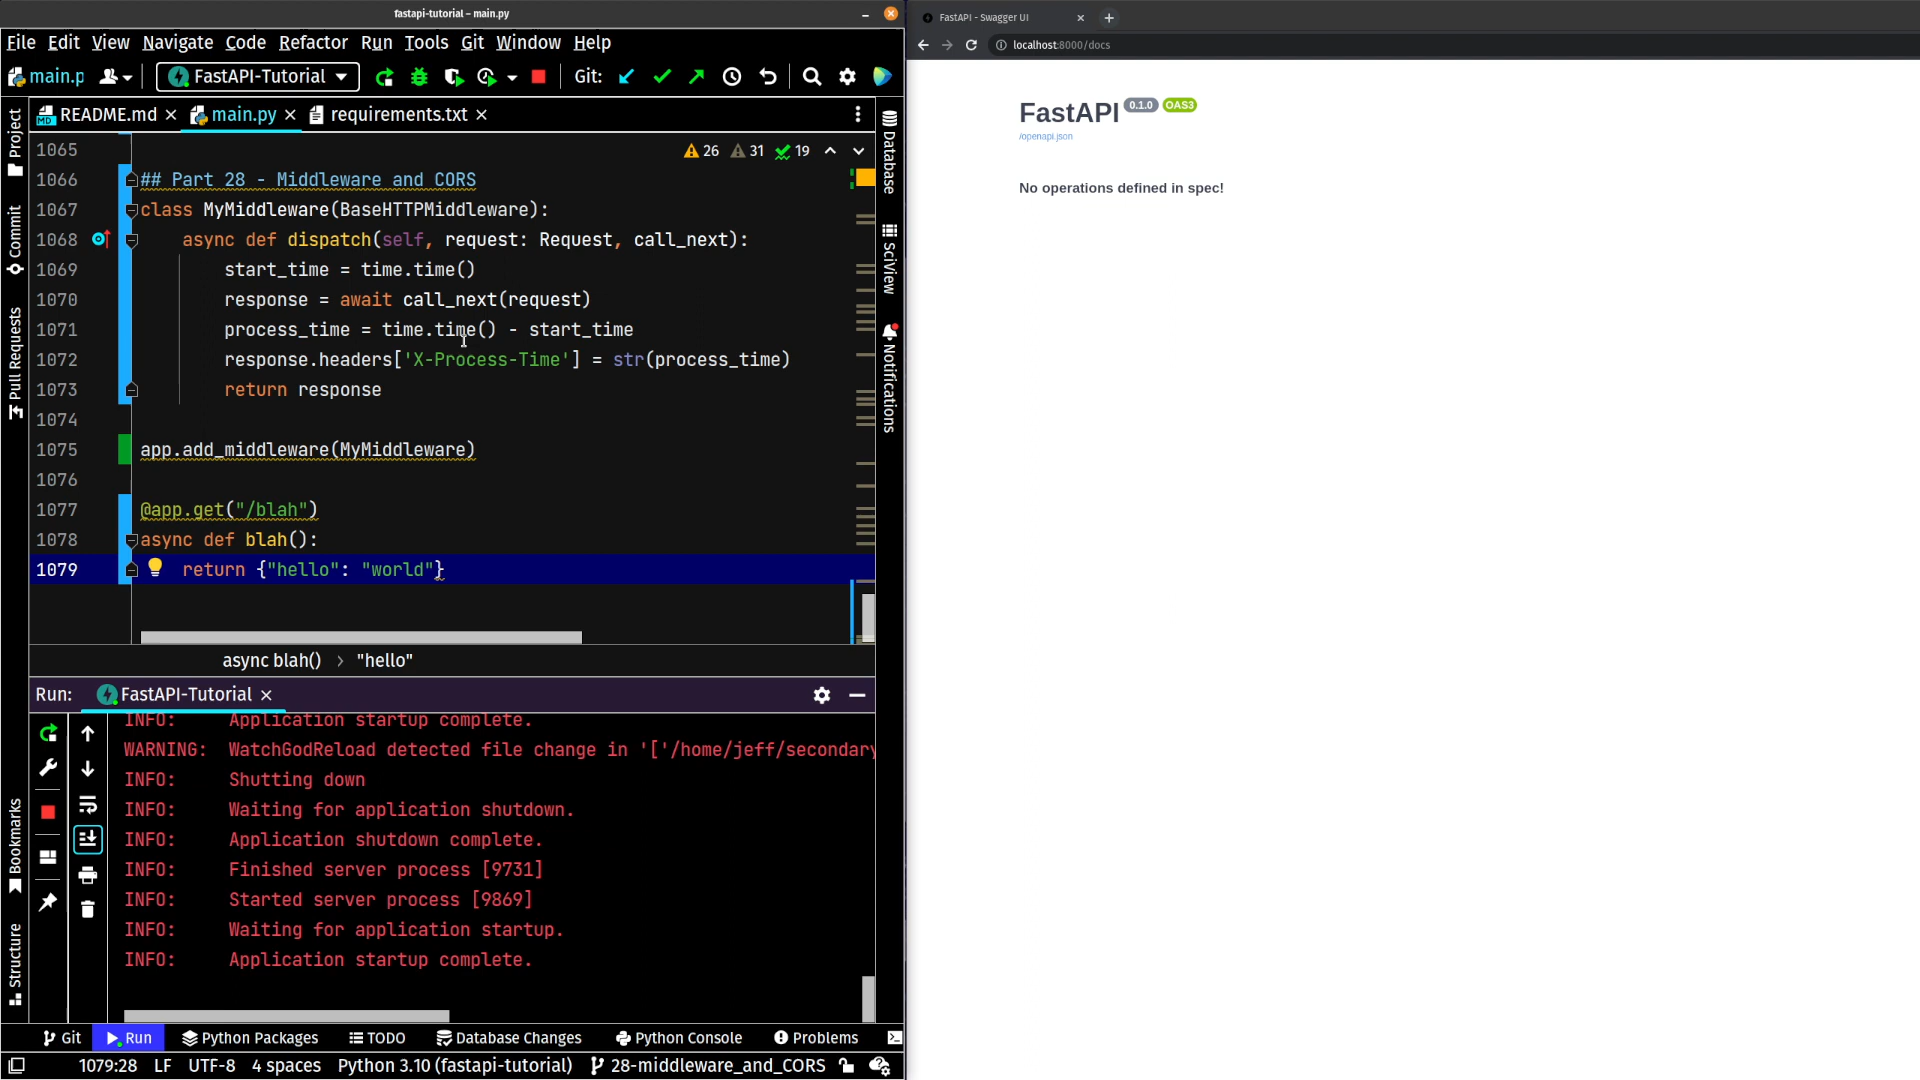 fastapi-tutorial – main.py
File Edit View Navigate Code Refactor Run Tools Git Window Help
main.p FastAPI-Tutorial Git:
README.md main.py requirements.txt
Project
Commit
Pull Requests
Bookmarks
Structure
1065
26 31 19
1066 ## Part 28 - Middleware and CORS
1067 class MyMiddleware(BaseHTTPMiddleware):
1068 async def dispatch(self, request: Request, call_next):
1069 start_time = time.time()
1070 response = await call_next(request)
1071 process_time = time.time() - start_time
1072 response.headers['X-Process-Time'] = str(process_time)
1073 return response
1074
1075 app.add_middleware(MyMiddleware)
1076
1077 @app.get("/blah")
1078 async def blah():
1079 return {"hello": "world"}
async blah() › "hello"
Database
SciView
Notifications
Run: FastAPI-Tutorial
INFO: Application startup complete.
WARNING: WatchGodReload detected file change in '['/home/jeff/secondary
INFO: Shutting down
INFO: Waiting for application shutdown.
INFO: Application shutdown complete.
INFO: Finished server process [9731]
INFO: Started server process [9869]
INFO: Waiting for application startup.
INFO: Application startup complete.
Git Run Python Packages TODO Database Changes Python Console Problems
1079:28 LF UTF-8 4 spaces Python 3.10 (fastapi-tutorial) 28-middleware_and_CORS
FastAPI - Swagger UI
localhost:8000/docs
FastAPI 0.1.0 OAS3
/openapi.json
No operations defined in spec!